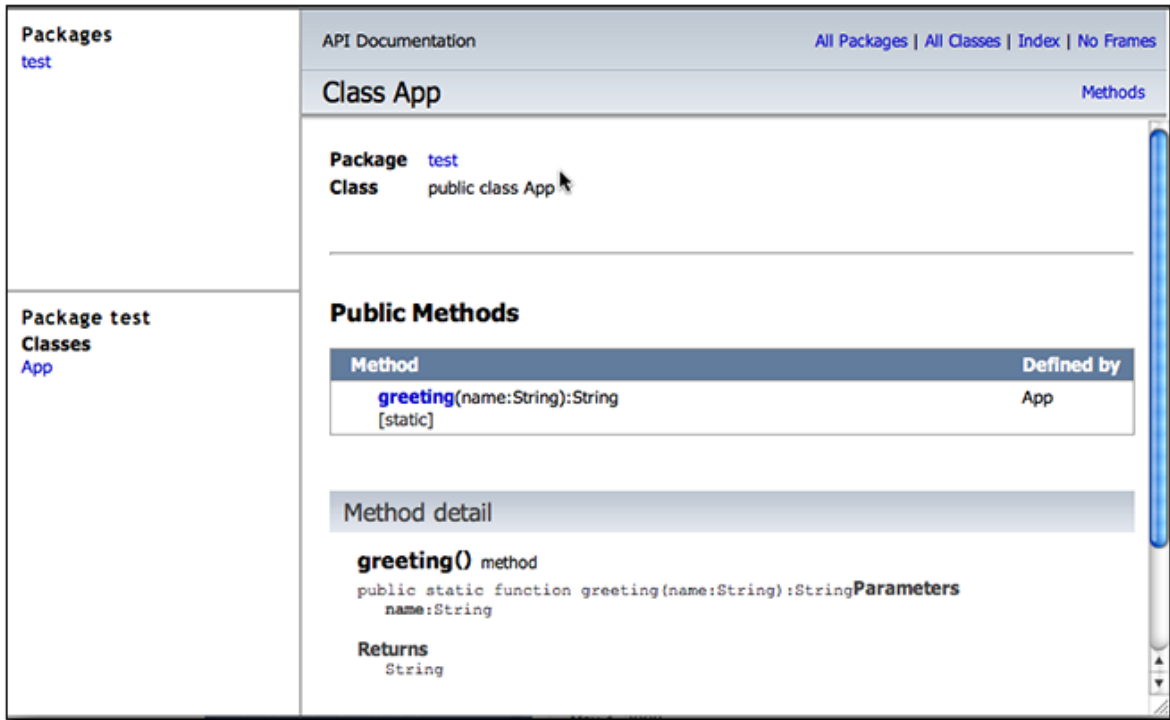 Packages
test
Package test
Classes
App
API Documentation
All Packages | All Classes | Index | No Frames
Class App
Methods
Package test
Class public class App
Public Methods
Method Defined by
greeting(name:String):String App
[static]
Method detail
greeting() method
public static function greeting(name:String):StringParameters
name:String
Returns
String